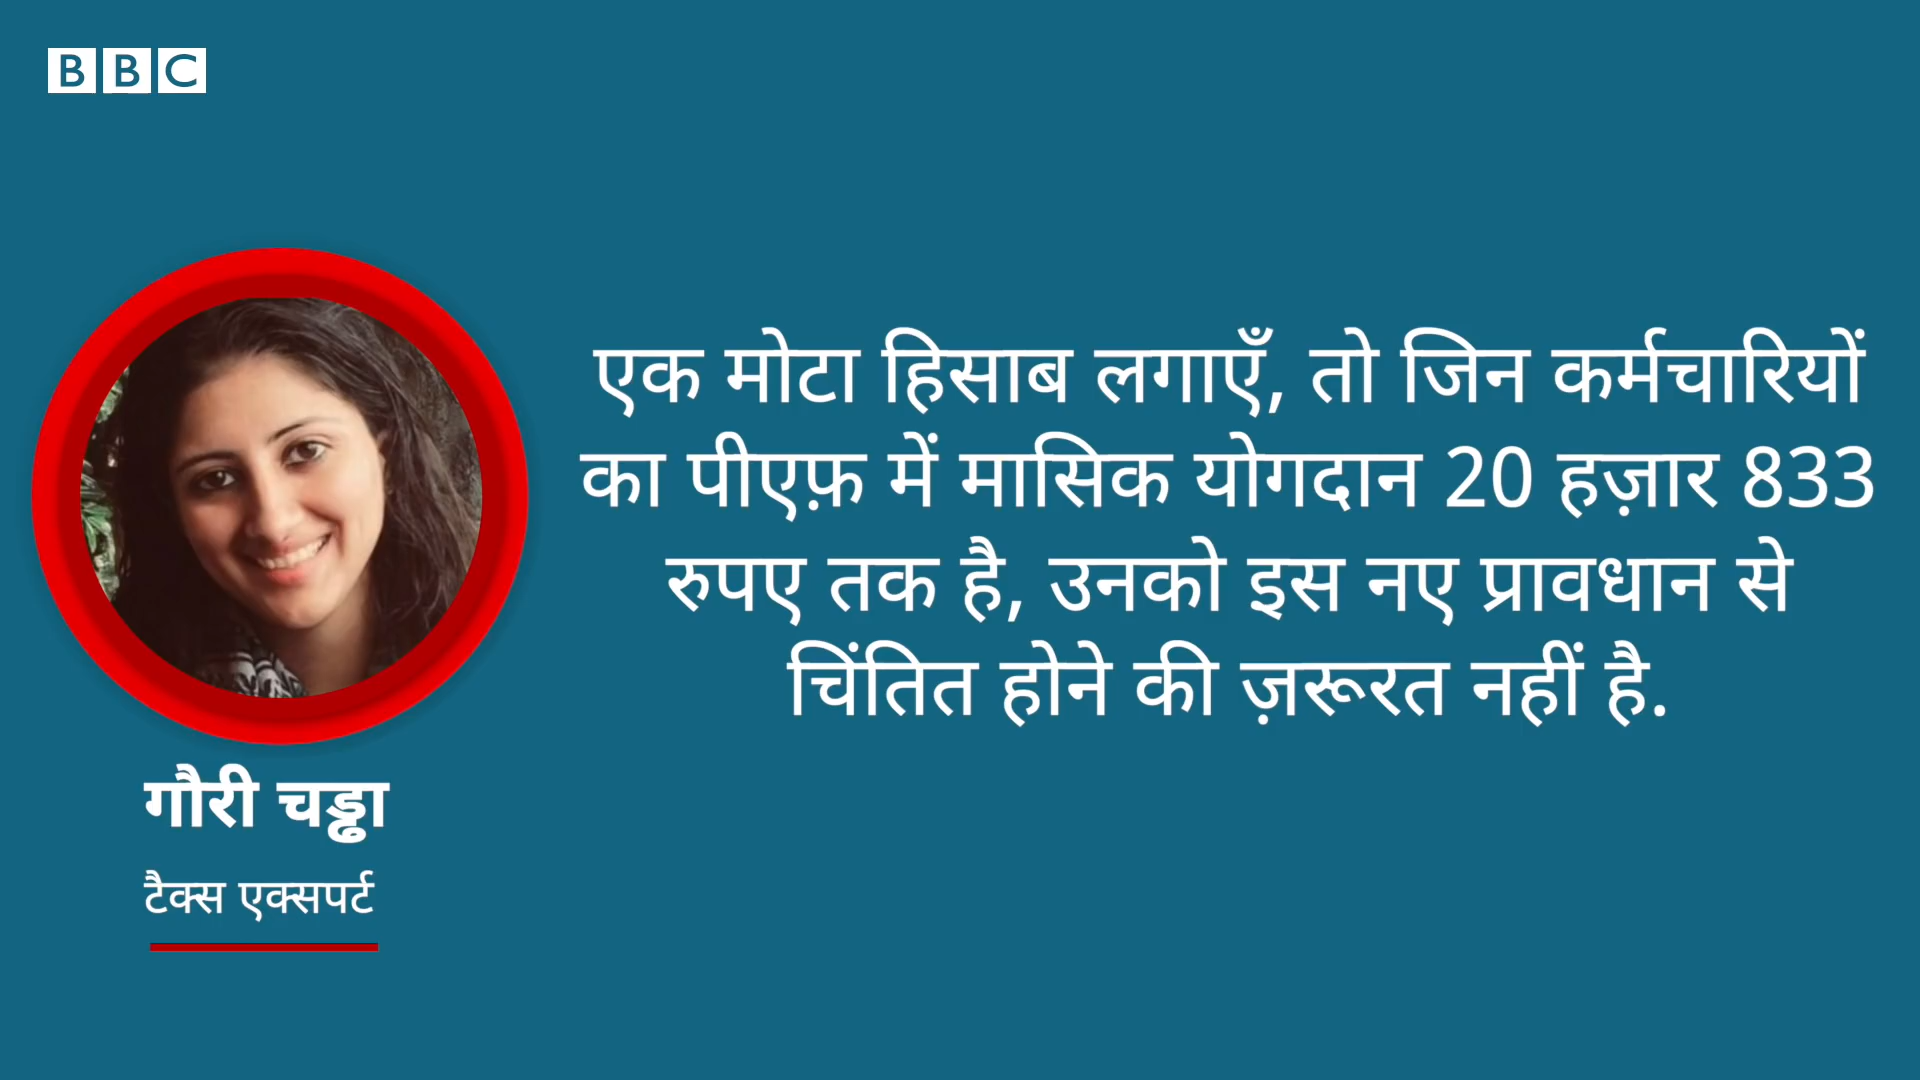 BBC
एक मोटा हिसाब लगाएँ, तो जिन कर्मचारियों
का पीएफ़ में मासिक योगदान 20 हज़ार 833
रुपए तक है, उनको इस नए प्रावधान से
चिंतित होने की ज़रूरत नहीं है.
गौरी चड्ढा
टैक्स एक्सपर्ट